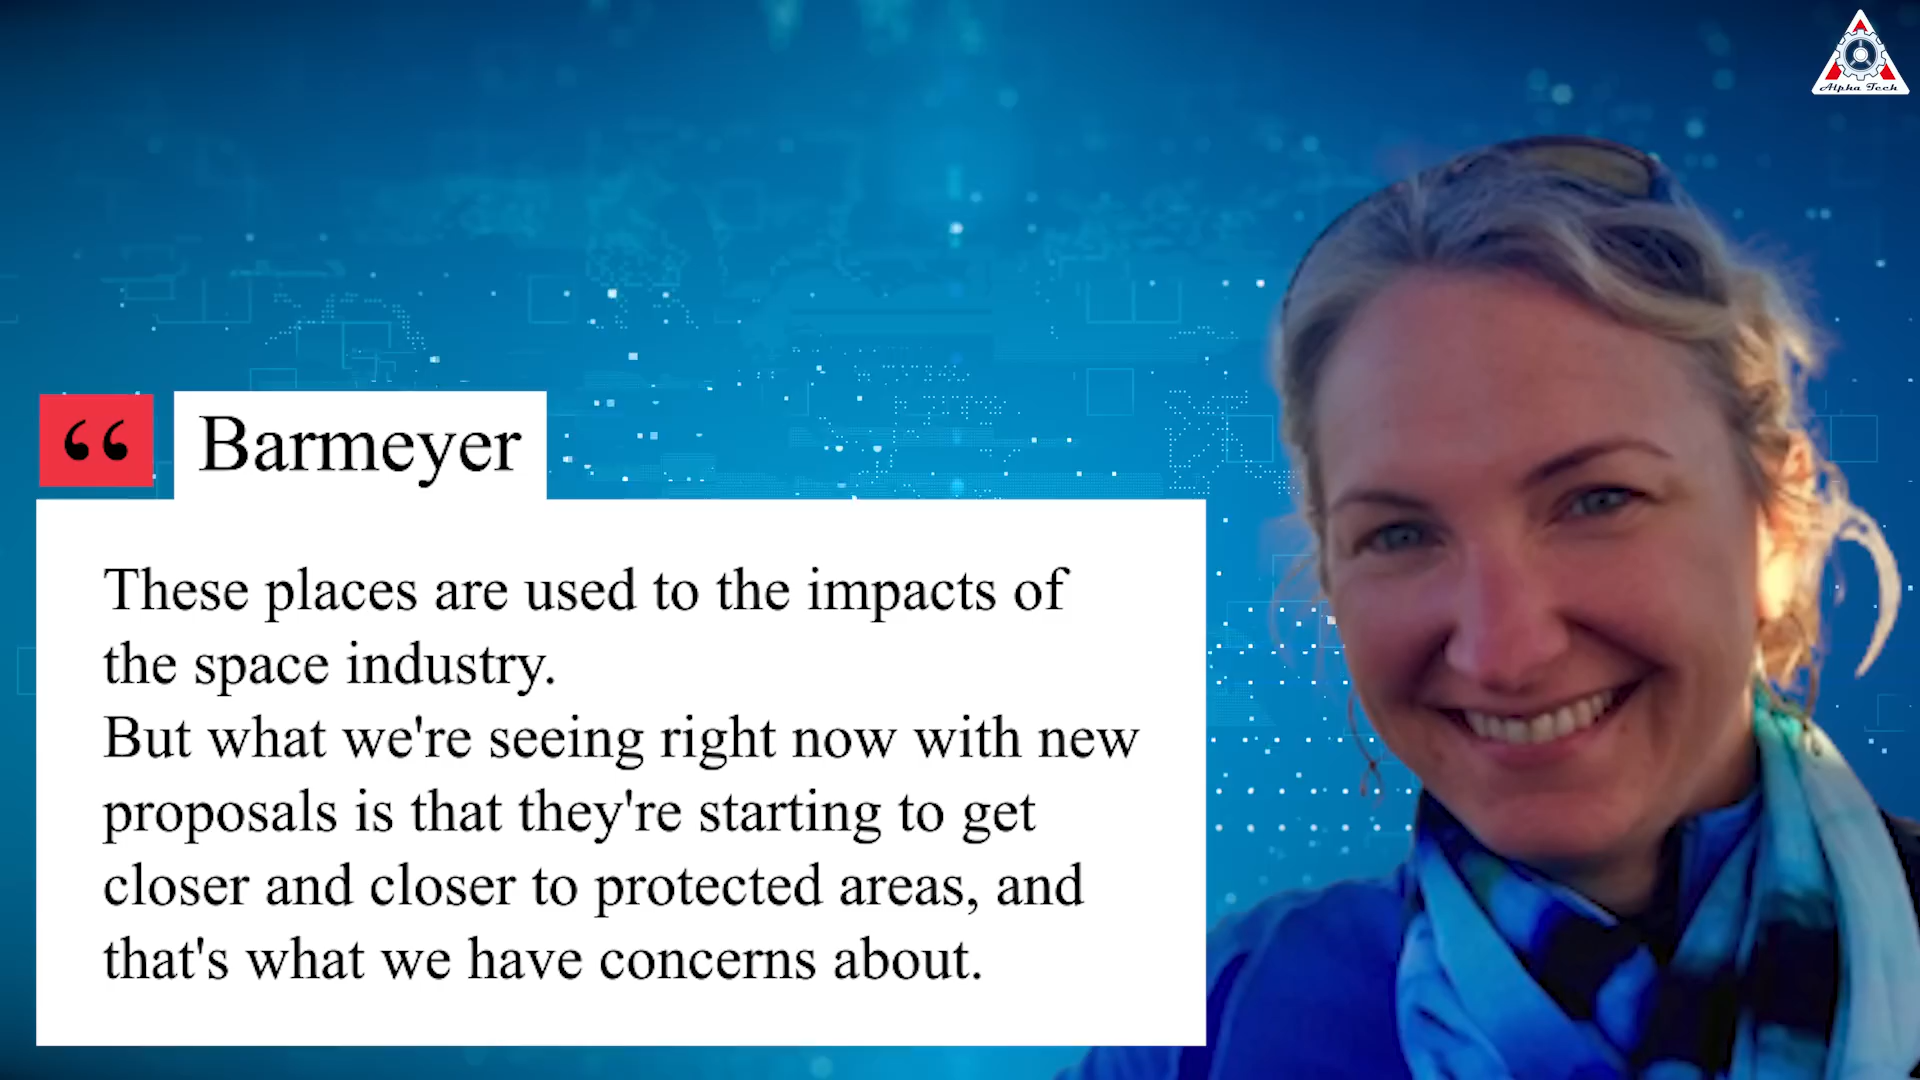 Alpha Tech
“ Barmeyer
These places are used to the impacts of
the space industry.
But what we're seeing right now with new
proposals is that they're starting to get
closer and closer to protected areas, and
that's what we have concerns about.